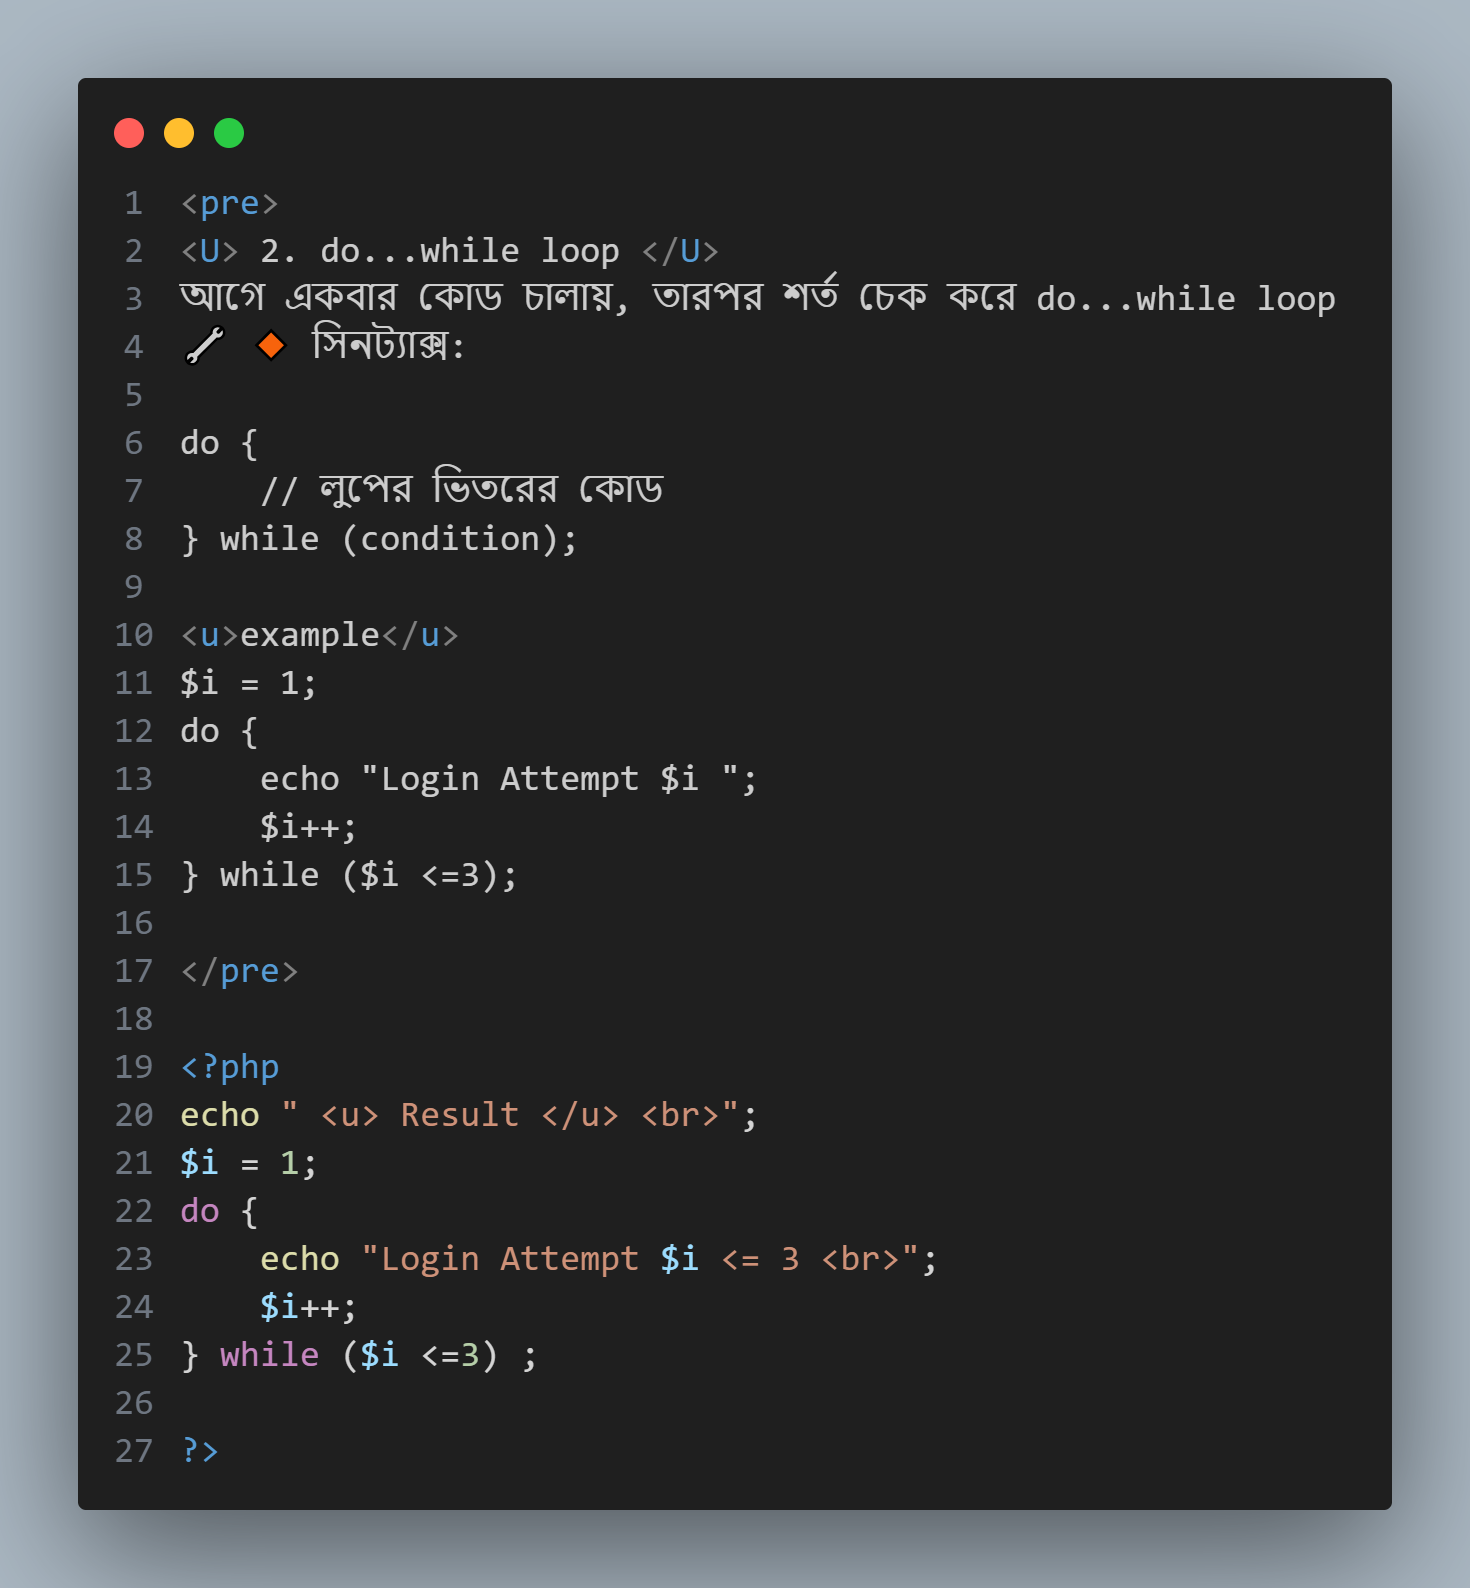 1 <pre>
2 <U> 2. do...while loop </U>
3 আগে একবার কোড চালায়, তারপর শর্ত চেক করে do...while loop
4 🔧 🔸 সিনট্যাক্স:
5
6 do {
7     // লুপের ভিতরের কোড
8 } while (condition);
9
10 <u>example</u>
11 $i = 1;
12 do {
13     echo "Login Attempt $i ";
14     $i++;
15 } while ($i <=3);
16
17 </pre>
18
19 <?php
20 echo " <u> Result </u> <br>";
21 $i = 1;
22 do {
23     echo "Login Attempt $i <= 3 <br>";
24     $i++;
25 } while ($i <=3) ;
26
27 ?>